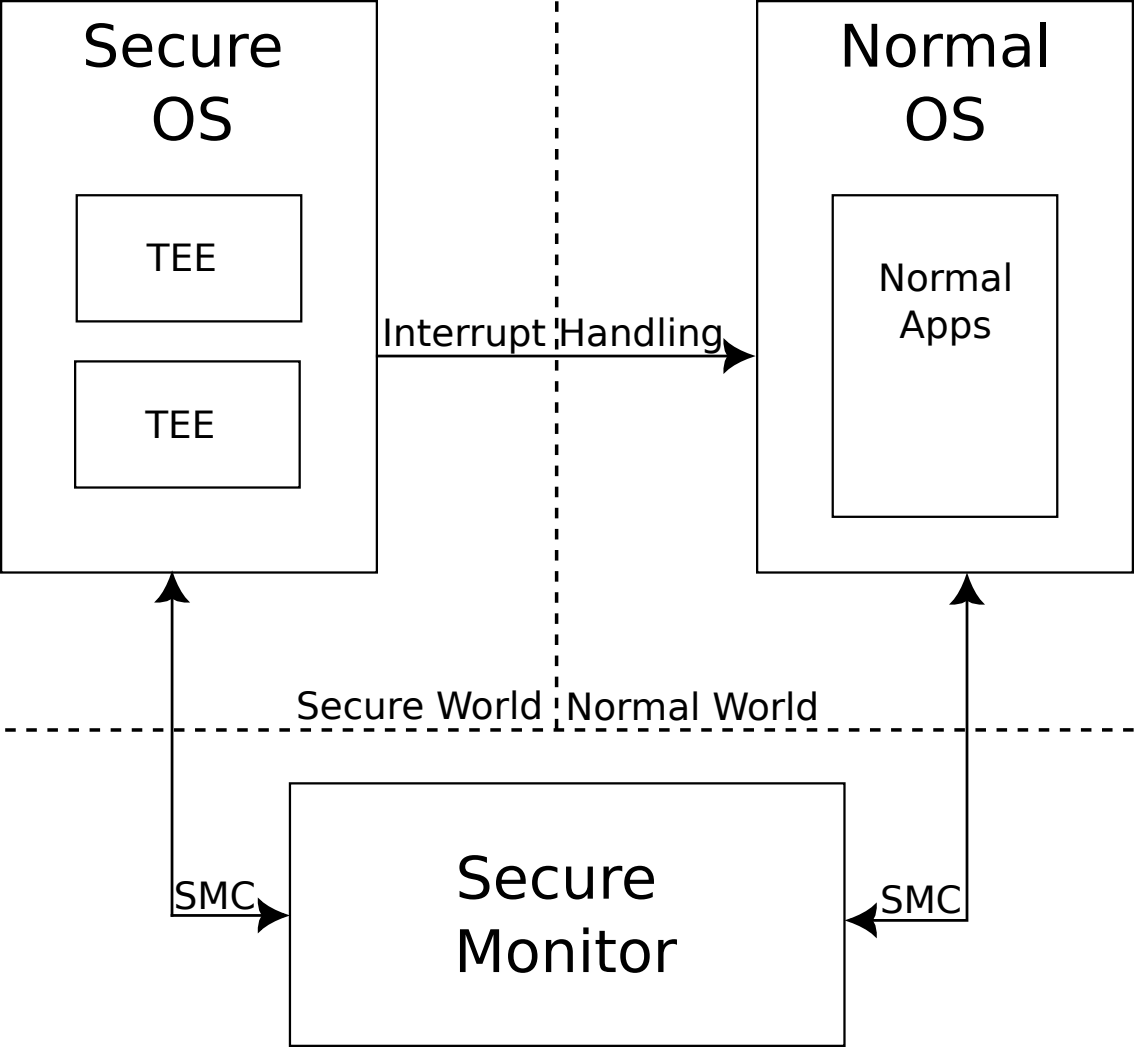 Secure
OS
TEE
TEE
Interrupt Handling
Normal
OS
Normal
Apps
Secure World
Normal World
SMC
Secure
Monitor
SMC